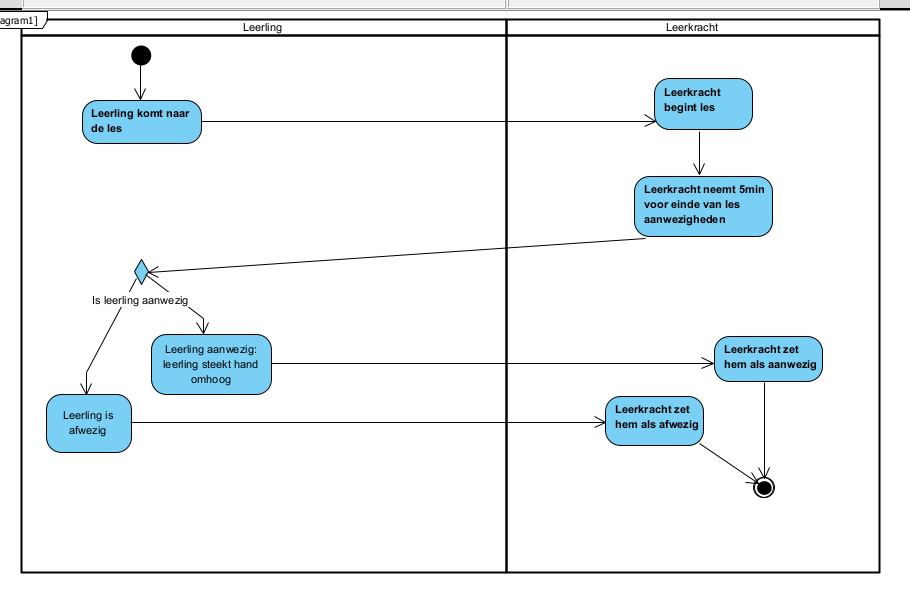 agram1]
Leerling
Leerkracht
Leerling komt naar
de les
Leerkracht
begint les
Leerkracht neemt 5min
voor einde van les
aanwezigheden
Is leerling aanwezig
Leerling aanwezig:
leerling steekt hand
omhoog
Leerkracht zet
hem als aanwezig
Leerling is
afwezig
Leerkracht zet
hem als afwezig